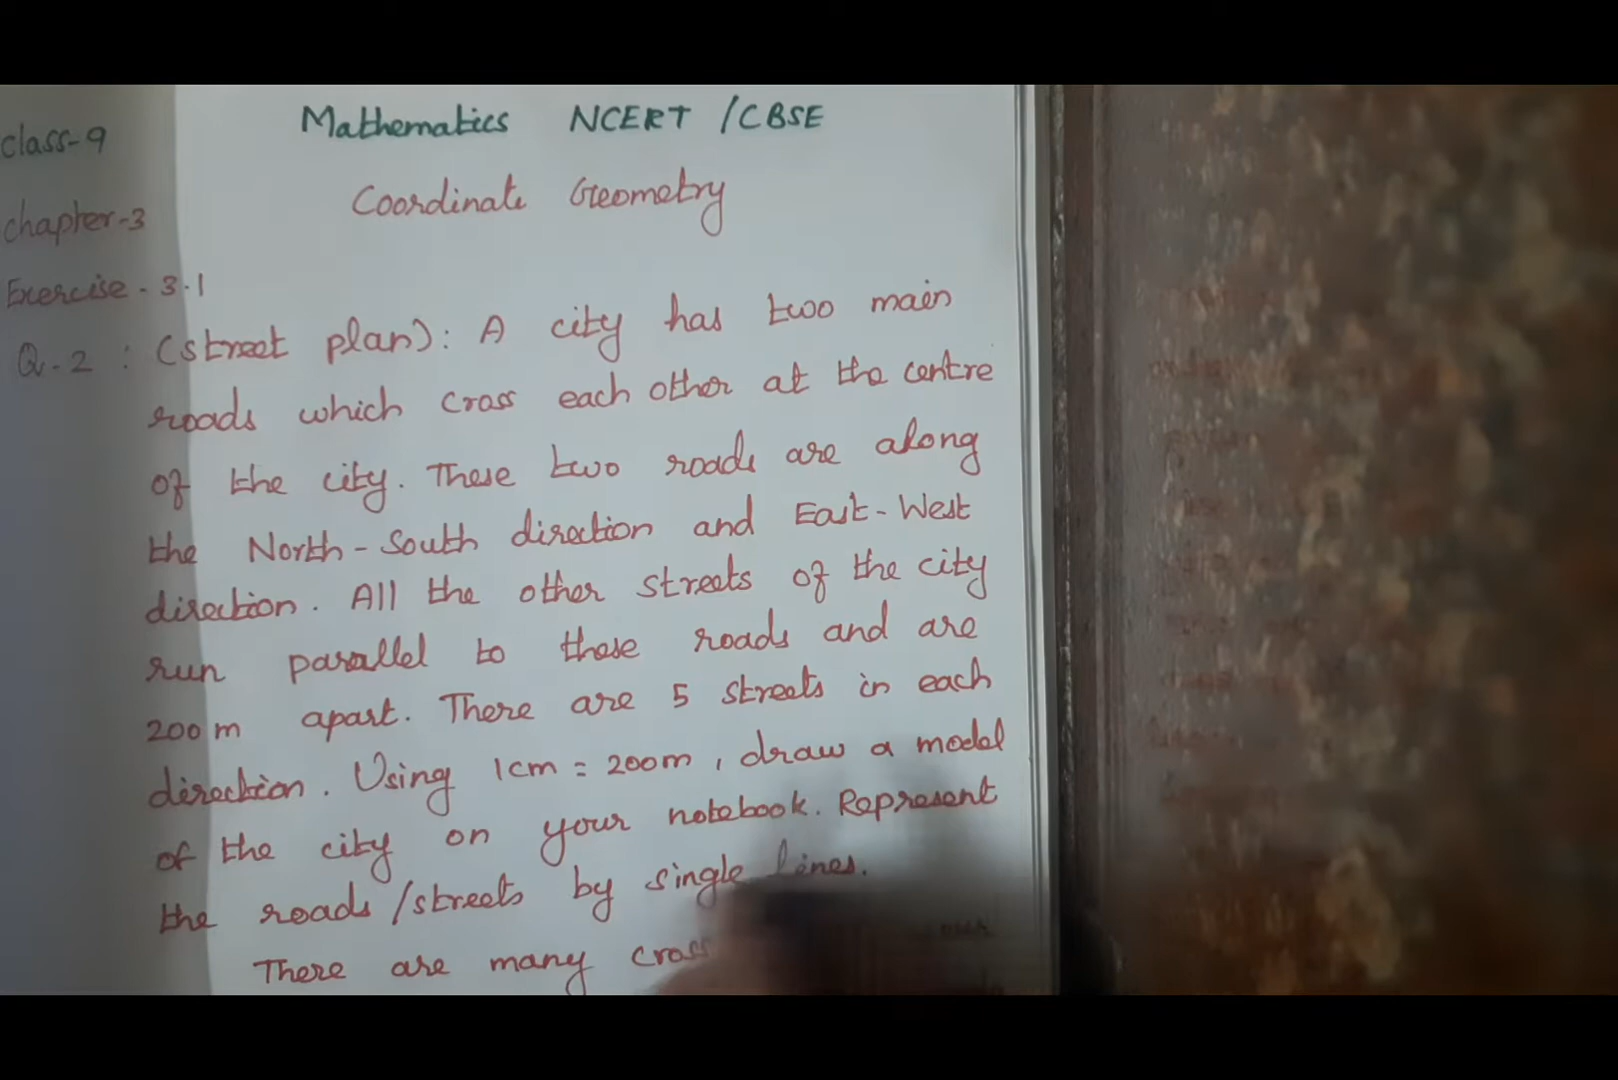 Mathematics NCERT /CBSE
class-9
Coordinate Geometry
chapter-3
Exercise - 3.1
Q.2 : (street plan): A city has two main
roads which cross each other at the centre
of the city. These two roads are along
the North-South direction and East-West
direction. All the other streets of the city
run parallel to these roads and are
200m apart. There are 5 streets in each
direction. Using 1cm = 200m, draw a model
of the city on your notebook. Represent
the roads/streets by single lines.
There are many cross